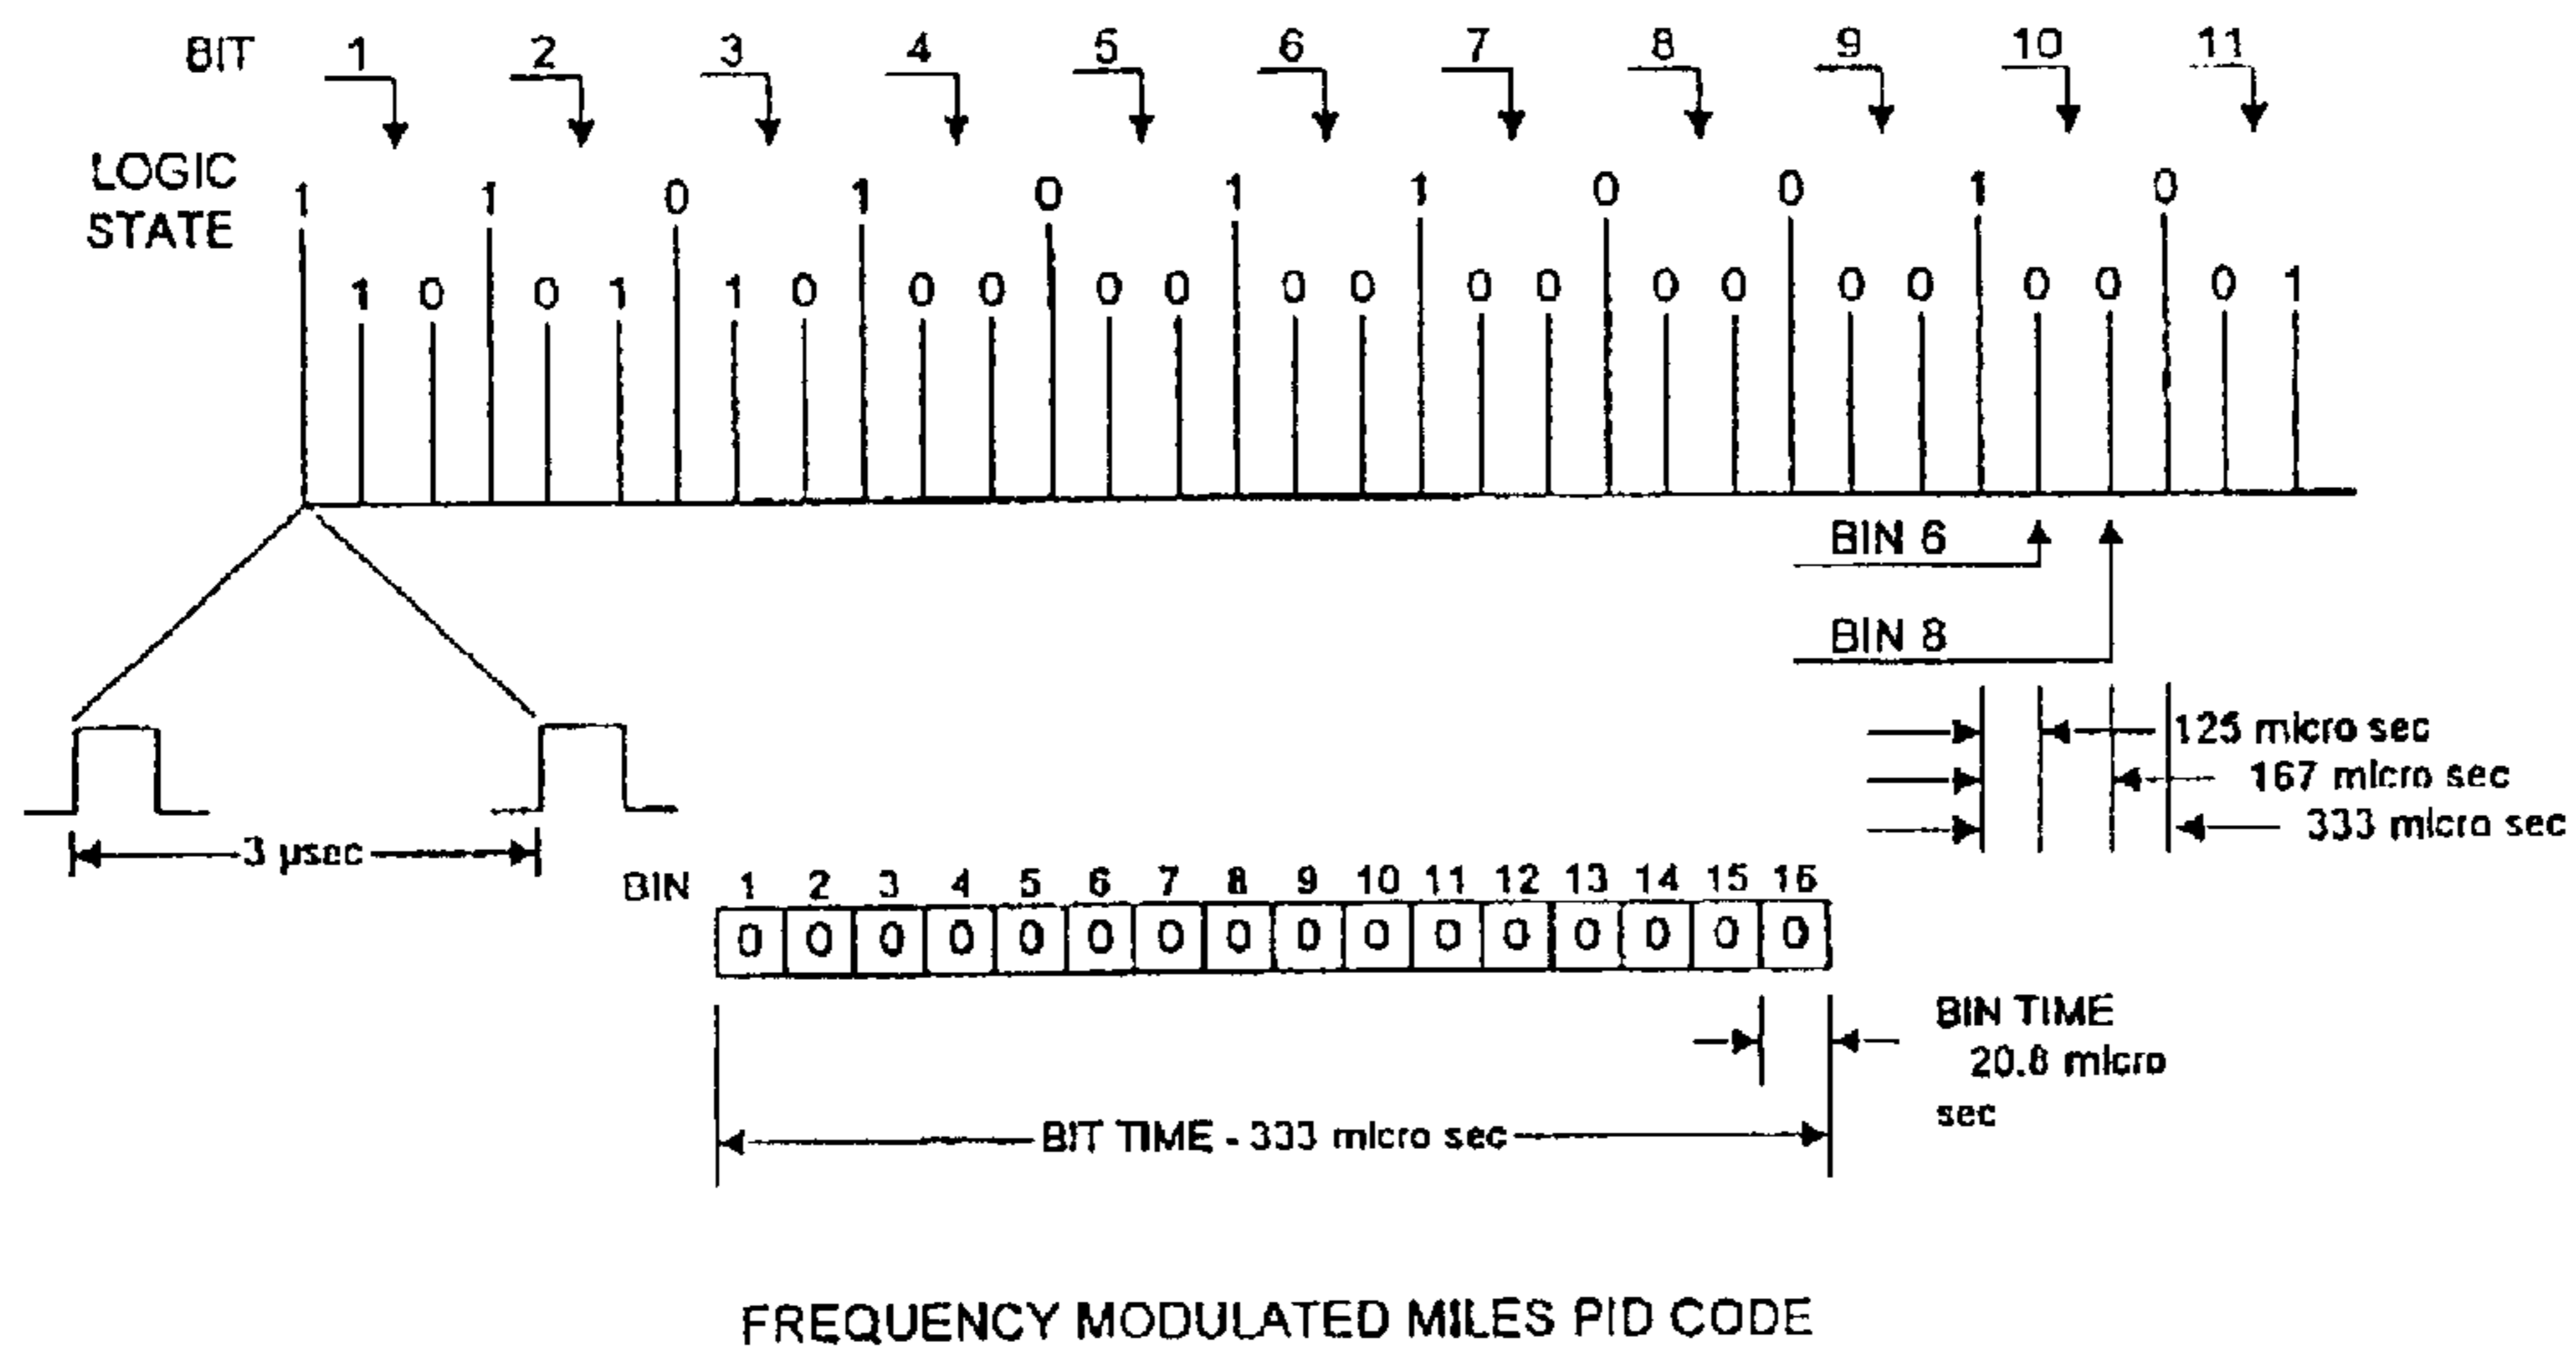 BIT 1 2 3 4 5 6 7 8 9 10 11
LOGIC
STATE
1 1 0 1 0 1 1 0 0 1 0
1 0 0 1 1 0 0 0 0 0 0 0 0 0 0 0 0 0 0 0 0 1
BIN 6
BIN 8
125 micro sec
167 micro sec
333 micro sec
3 µsec
BIN 1 2 3 4 5 6 7 8 9 10 11 12 13 14 15 16
0 0 0 0 0 0 0 0 0 0 0 0 0 0 0 0
BIN TIME
20.8 micro
sec
BIT TIME - 333 micro sec
FREQUENCY MODULATED MILES PID CODE